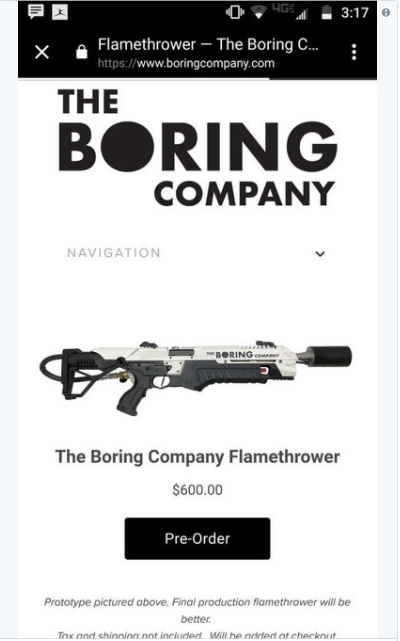 4G
3:17
Flamethrower — The Boring C...
https://www.boringcompany.com
THE
BORING
COMPANY
NAVIGATION
THE BORING COMPANY
The Boring Company Flamethrower
$600.00
Pre-Order
Prototype pictured above. Final production flamethrower will be
better.
Tax and shipping not included. Will be added at checkout